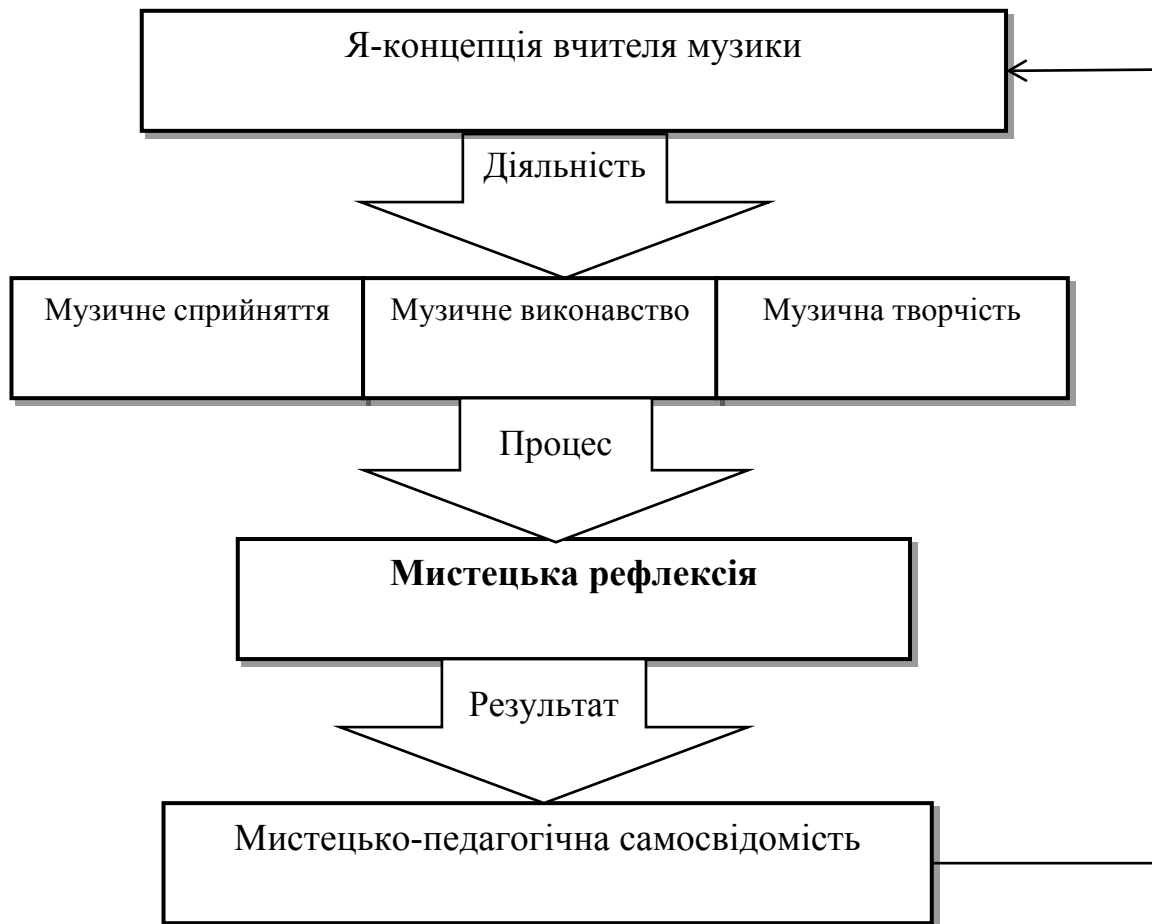 Я-концепція вчителя музики
Діяльність
Музичне сприйняття
Музичне виконавство
Музична творчість
Процес
Мистецька рефлексія
Результат
Мистецько-педагогічна самосвідомість